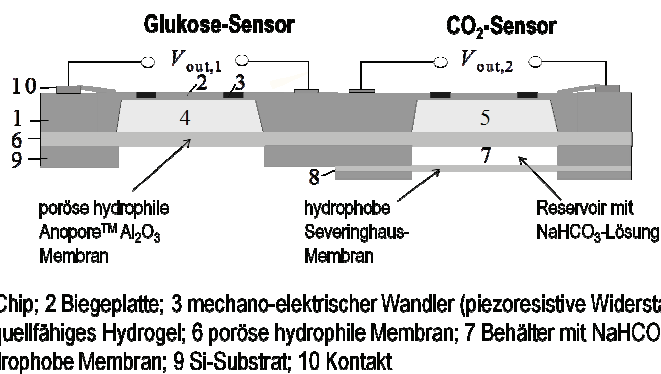 Glukose-Sensor
CO2-Sensor
Vout,1
Vout,2
10
2
3
1
4
5
6
9
7
8
poröse hydrophile
Anopore™ Al2O3
Membran
hydrophobe
Severinghaus-
Membran
Reservoir mit
NaHCO3-Lösung
Chip; 2 Biegeplatte; 3 mechano-elektrischer Wandler (piezoresistive Widersta
quellfähiges Hydrogel; 6 poröse hydrophile Membran; 7 Behälter mit NaHCO
drophobe Membran; 9 Si-Substrat; 10 Kontakt